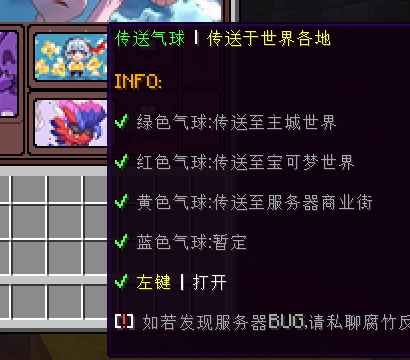 传送气球 | 传送于世界各地
INFO:
✓ 绿色气球:传送至主城世界
✓ 红色气球:传送至宝可梦世界
✓ 黄色气球:传送至服务器商业街
✓ 蓝色气球:暂定
✓ 左键 | 打开
[!] 如若发现服务器BUG,请私聊腐竹反